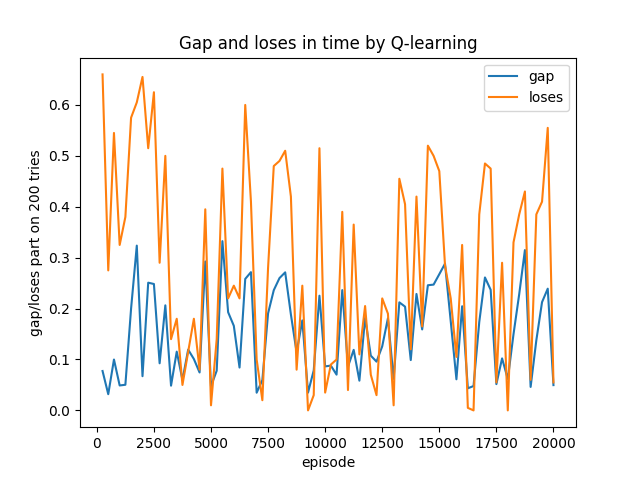 Gap and loses in time by Q-learning
gap
loses
gap/loses part on 200 tries
0.6
0.5
0.4
0.3
0.2
0.1
0.0
0 2500 5000 7500 10000 12500 15000 17500 20000
episode